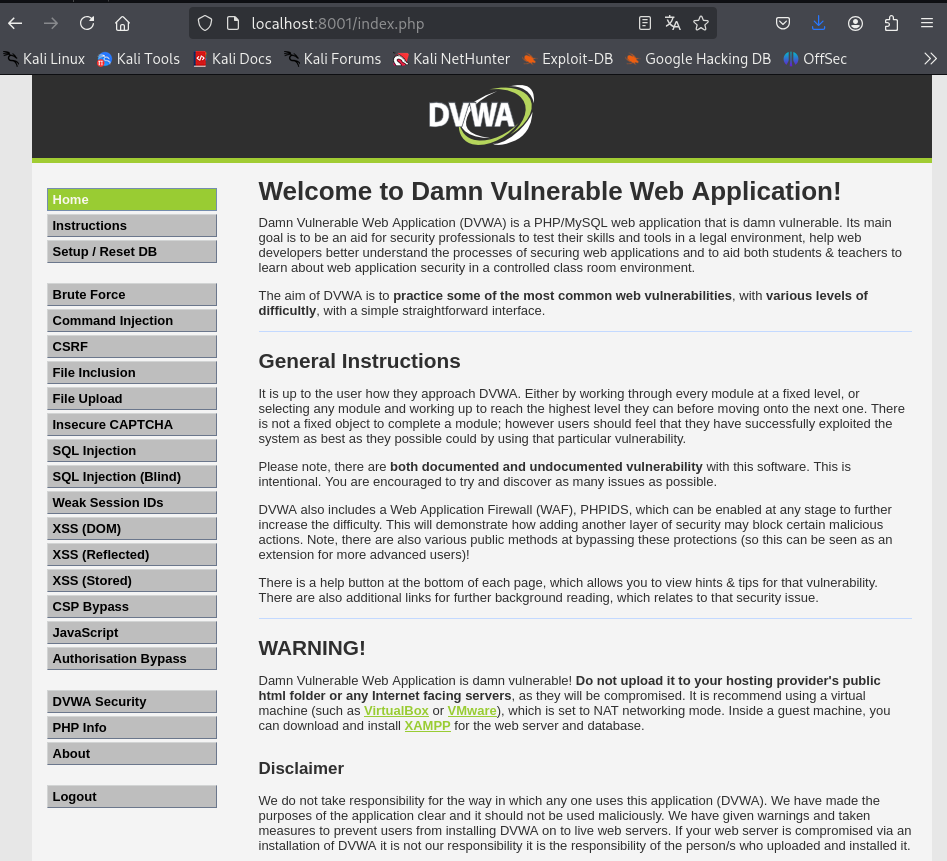 localhost:8001/index.php
Kali Linux Kali Tools Kali Docs Kali Forums Kali NetHunter Exploit-DB Google Hacking DB OffSec
DVWA
Home
Instructions
Setup / Reset DB
Brute Force
Command Injection
CSRF
File Inclusion
File Upload
Insecure CAPTCHA
SQL Injection
SQL Injection (Blind)
Weak Session IDs
XSS (DOM)
XSS (Reflected)
XSS (Stored)
CSP Bypass
JavaScript
Authorisation Bypass
DVWA Security
PHP Info
About
Logout
Welcome to Damn Vulnerable Web Application!
Damn Vulnerable Web Application (DVWA) is a PHP/MySQL web application that is damn vulnerable. Its main
goal is to be an aid for security professionals to test their skills and tools in a legal environment, help web
developers better understand the processes of securing web applications and to aid both students & teachers to
learn about web application security in a controlled class room environment.
The aim of DVWA is to practice some of the most common web vulnerabilities, with various levels of
difficultly, with a simple straightforward interface.
General Instructions
It is up to the user how they approach DVWA. Either by working through every module at a fixed level, or
selecting any module and working up to reach the highest level they can before moving onto the next one. There
is not a fixed object to complete a module; however users should feel that they have successfully exploited the
system as best as they possible could by using that particular vulnerability.
Please note, there are both documented and undocumented vulnerability with this software. This is
intentional. You are encouraged to try and discover as many issues as possible.
DVWA also includes a Web Application Firewall (WAF), PHPIDS, which can be enabled at any stage to further
increase the difficulty. This will demonstrate how adding another layer of security may block certain malicious
actions. Note, there are also various public methods at bypassing these protections (so this can be seen as an
extension for more advanced users)!
There is a help button at the bottom of each page, which allows you to view hints & tips for that vulnerability.
There are also additional links for further background reading, which relates to that security issue.
WARNING!
Damn Vulnerable Web Application is damn vulnerable! Do not upload it to your hosting provider's public
html folder or any Internet facing servers, as they will be compromised. It is recommend using a virtual
machine (such as VirtualBox or VMware), which is set to NAT networking mode. Inside a guest machine, you
can download and install XAMPP for the web server and database.
Disclaimer
We do not take responsibility for the way in which any one uses this application (DVWA). We have made the
purposes of the application clear and it should not be used maliciously. We have given warnings and taken
measures to prevent users from installing DVWA on to live web servers. If your web server is compromised via an
installation of DVWA it is not our responsibility it is the responsibility of the person/s who uploaded and installed it.